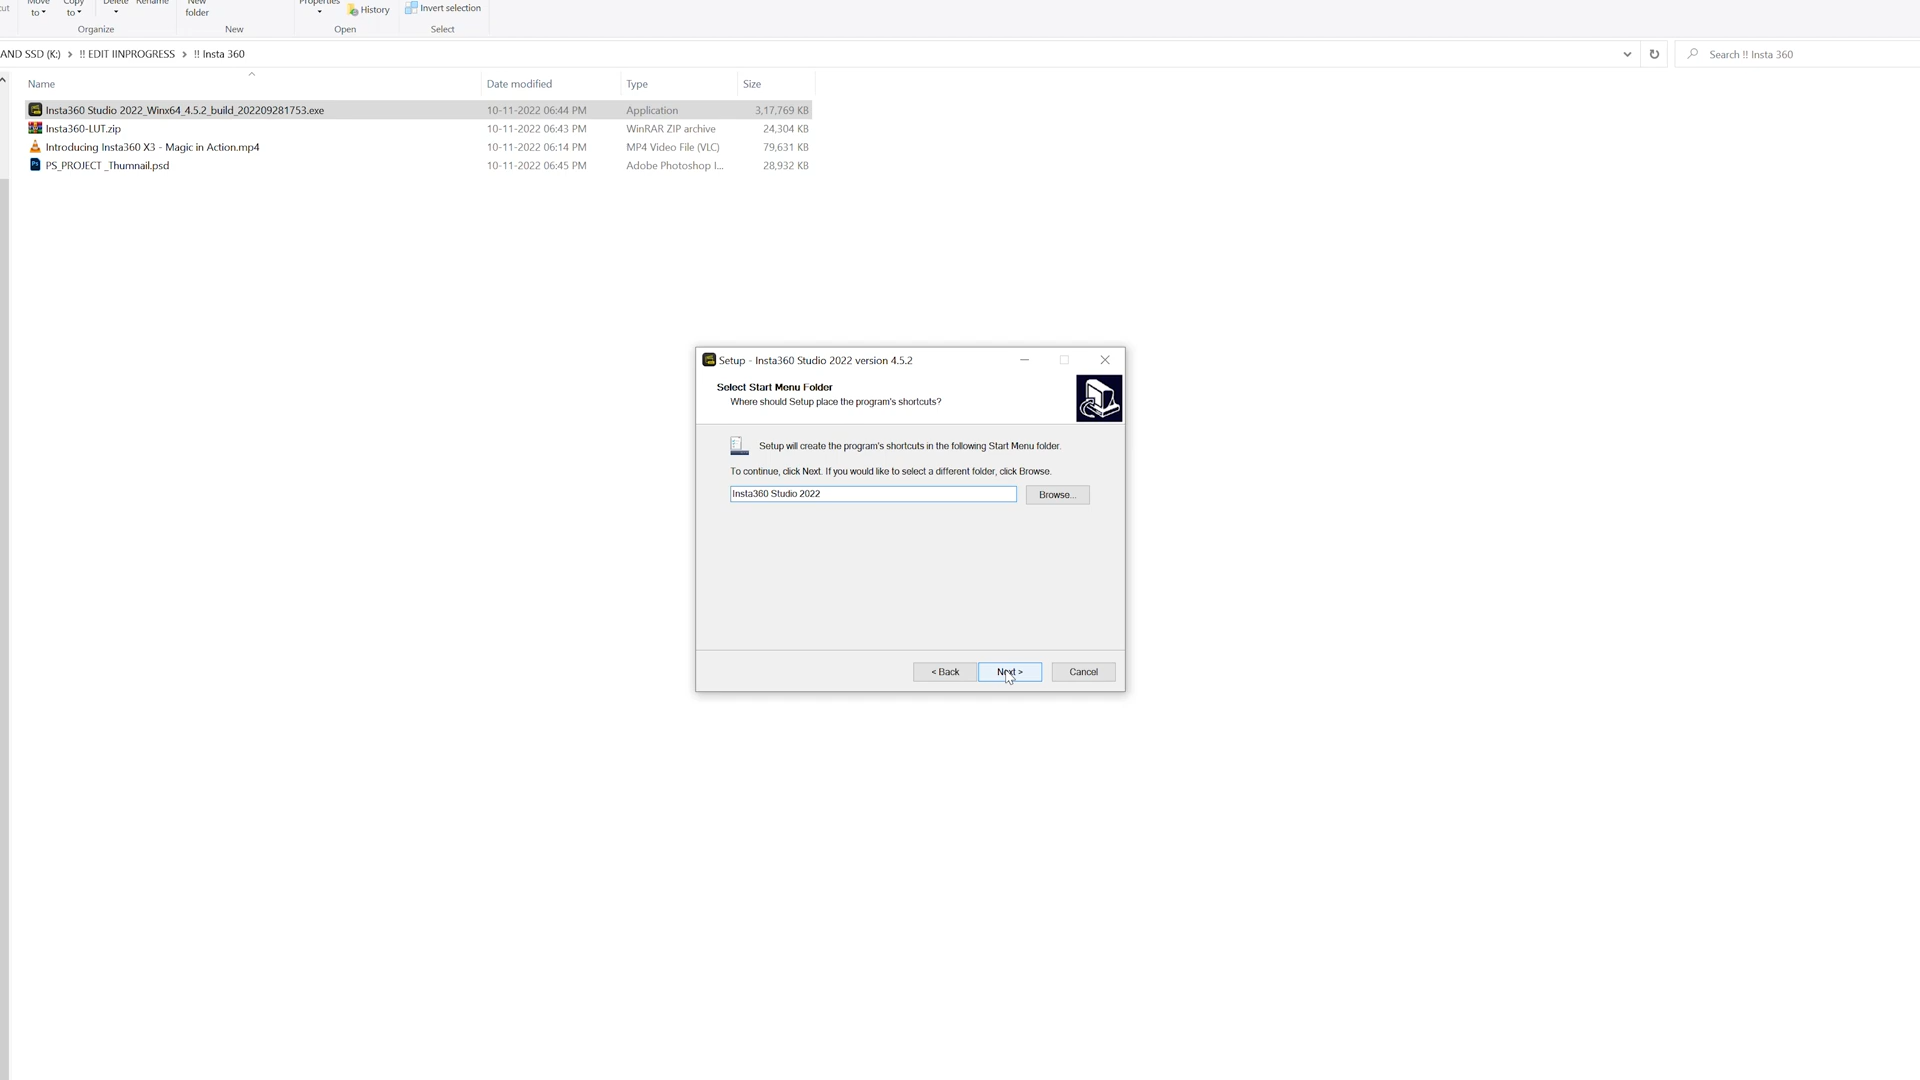 Move Copy Delete Rename New Properties
to to folder History Invert selection
Organize New Open Select
AND SSD (K:) > !! EDIT IINPROGRESS > !! Insta 360
Search !! Insta 360
Name Date modified Type Size
Insta360 Studio 2022_Winx64_4.5.2_build_202209281753.exe 10-11-2022 06:44 PM Application 3,17,769 KB
Insta360-LUT.zip 10-11-2022 06:43 PM WinRAR ZIP archive 24,304 KB
Introducing Insta360 X3 - Magic in Action.mp4 10-11-2022 06:14 PM MP4 Video File (VLC) 79,631 KB
PS_PROJECT _Thumnail.psd 10-11-2022 06:45 PM Adobe Photoshop I... 28,932 KB
Setup - Insta360 Studio 2022 version 4.5.2
Select Start Menu Folder
Where should Setup place the program's shortcuts?
Setup will create the program's shortcuts in the following Start Menu folder.
To continue, click Next. If you would like to select a different folder, click Browse.
Insta360 Studio 2022 Browse...
< Back Next > Cancel